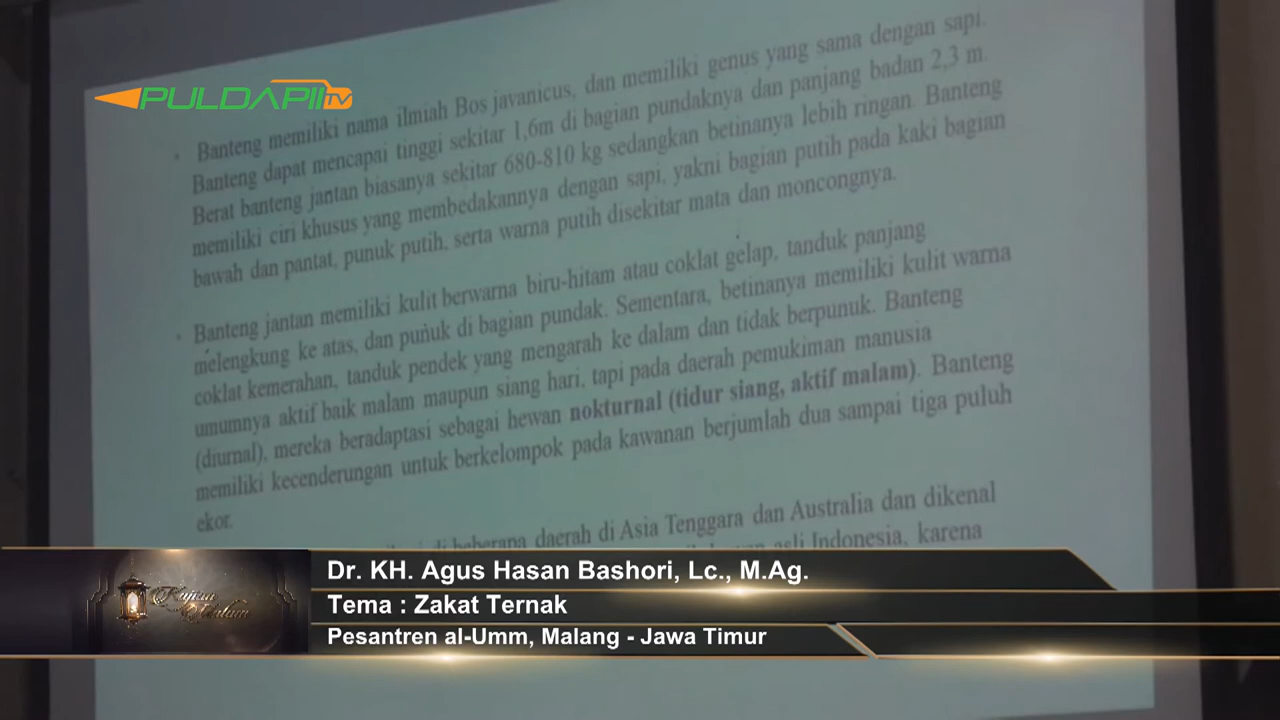 PULDAPII TV
Banteng memiliki nama ilmiah Bos javanicus, dan memiliki genus yang sama dengan sapi.
Banteng dapat mencapai tinggi sekitar 1,6m di bagian pundaknya dan panjang badan 2,3 m.
Berat banteng jantan biasanya sekitar 680-810 kg sedangkan betinanya lebih ringan. Banteng
memiliki ciri khusus yang membedakannya dengan sapi, yakni bagian putih pada kaki bagian
bawah dan pantat, punuk putih, serta warna putih disekitar mata dan moncongnya.
Banteng jantan memiliki kulit berwarna biru-hitam atau coklat gelap, tanduk panjang
melengkung ke atas, dan punuk di bagian pundak. Sementara, betinanya memiliki kulit warna
coklat kemerahan, tanduk pendek yang mengarah ke dalam dan tidak berpunuk. Banteng
umumnya aktif baik malam maupun siang hari, tapi pada daerah pemukiman manusia
(diurnal), mereka beradaptasi sebagai hewan nokturnal (tidur siang, aktif malam). Banteng
memiliki kecenderungan untuk berkelompok pada kawanan berjumlah dua sampai tiga puluh
ekor.
di beberapa daerah di Asia Tenggara dan Australia dan dikenal
asli Indonesia, karena
Dr. KH. Agus Hasan Bashori, Lc., M.Ag.
Tema : Zakat Ternak
Pesantren al-Umm, Malang - Jawa Timur